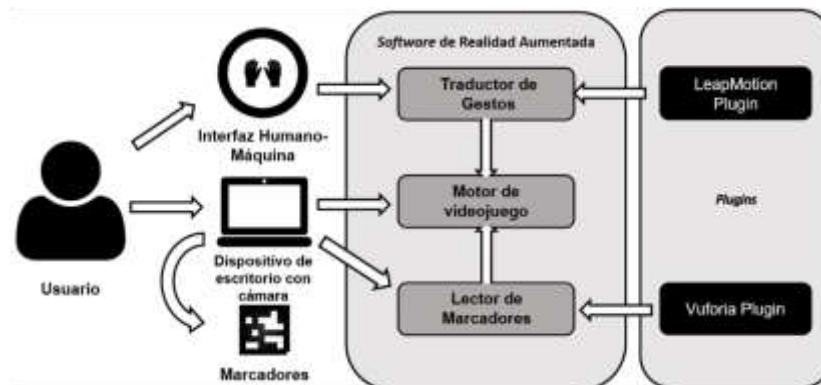 Software de Realidad Aumentada
Traductor de
Gestos
LeapMotion
Plugin
Interfaz Humano-
Máquina
Motor de
videojuego
Plugins
Dispositivo de
escritorio con
cámara
Usuario
Lector de
Marcadores
Vuforia Plugin
Marcadores